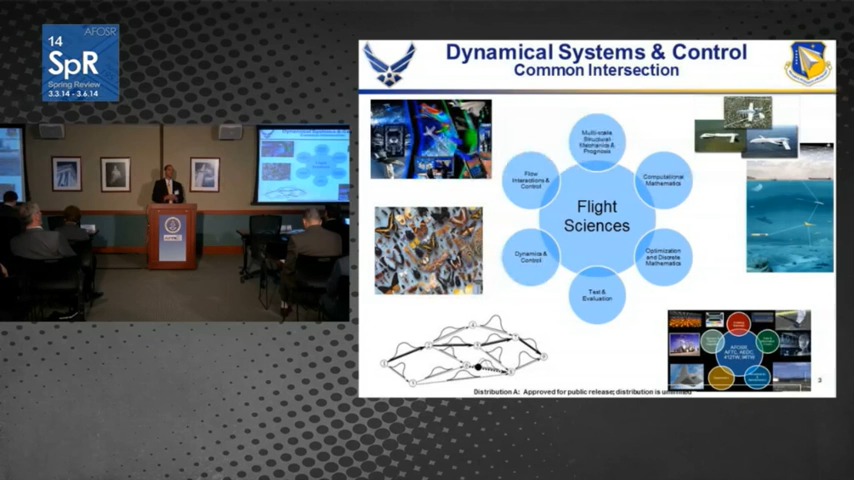 AFOSR
14
SpR
Spring Review
3.3.14 - 3.6.14
Dynamical Systems & Control
Common Intersection
Multi-scale
Structural
Mechanics &
Prognosis
Flow
Interactions &
Control
Computational
Mathematics
Flight
Sciences
Dynamics &
Control
Optimization
and Discrete
Mathematics
Test &
Evaluation
Distribution A: Approved for public release; distribution is unlimited
3